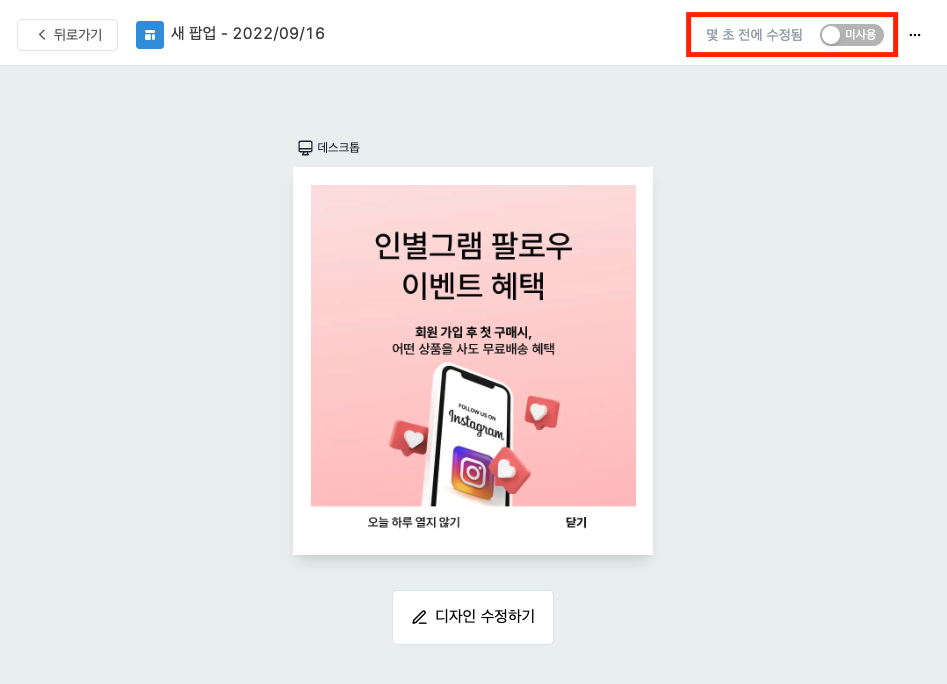 뒤로가기
새 팝업 - 2022/09/16
몇 초 전에 수정됨
미사용
데스크톱
인별그램 팔로우
이벤트 혜택
회원 가입 후 첫 구매시,
어떤 상품을 사도 무료배송 혜택
FOLLOW US ON
Instagram
오늘 하루 열지 않기
닫기
디자인 수정하기